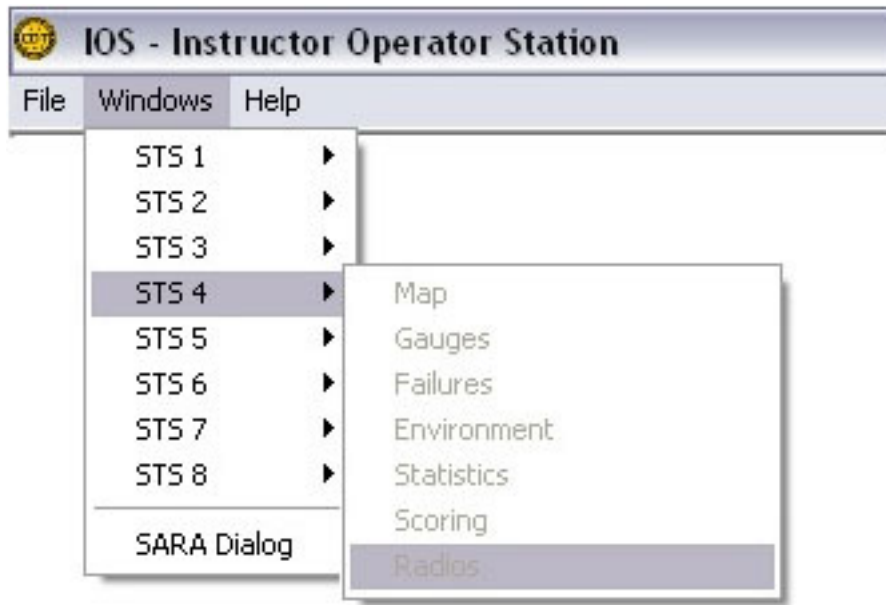 IOS - Instructor Operator Station
File Windows Help
STS 1
STS 2
STS 3
STS 4
STS 5
STS 6
STS 7
STS 8
SARA Dialog
Map
Gauges
Failures
Environment
Statistics
Scoring
Radios